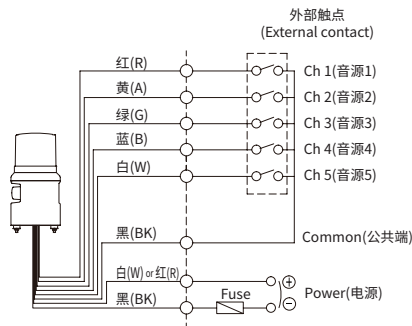 外部触点
(External contact)
红(R) Ch 1(音源1)
黄(A) Ch 2(音源2)
绿(G) Ch 3(音源3)
蓝(B) Ch 4(音源4)
白(W) Ch 5(音源5)
黑(BK) Common(公共端)
白(W) or 红(R)
Fuse Power(电源)
黑(BK)